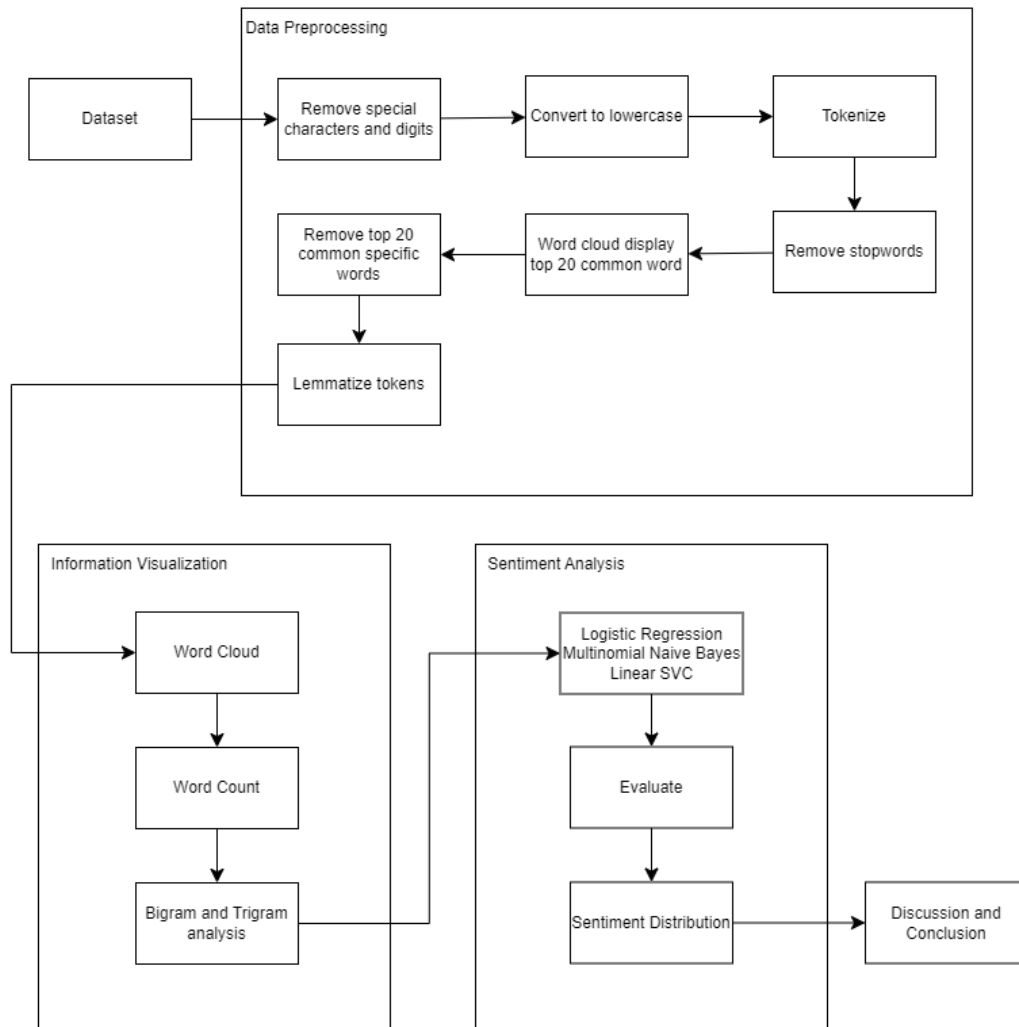 Data Preprocessing
Dataset
Remove special
characters and digits
Convert to lowercase
Tokenize
Remove top 20
common specific
words
Word cloud display
top 20 common word
Remove stopwords
Lemmatize tokens
Information Visualization
Word Cloud
Word Count
Bigram and Trigram
analysis
Sentiment Analysis
Logistic Regression
Multinomial Naive Bayes
Linear SVC
Evaluate
Sentiment Distribution
Discussion and
Conclusion